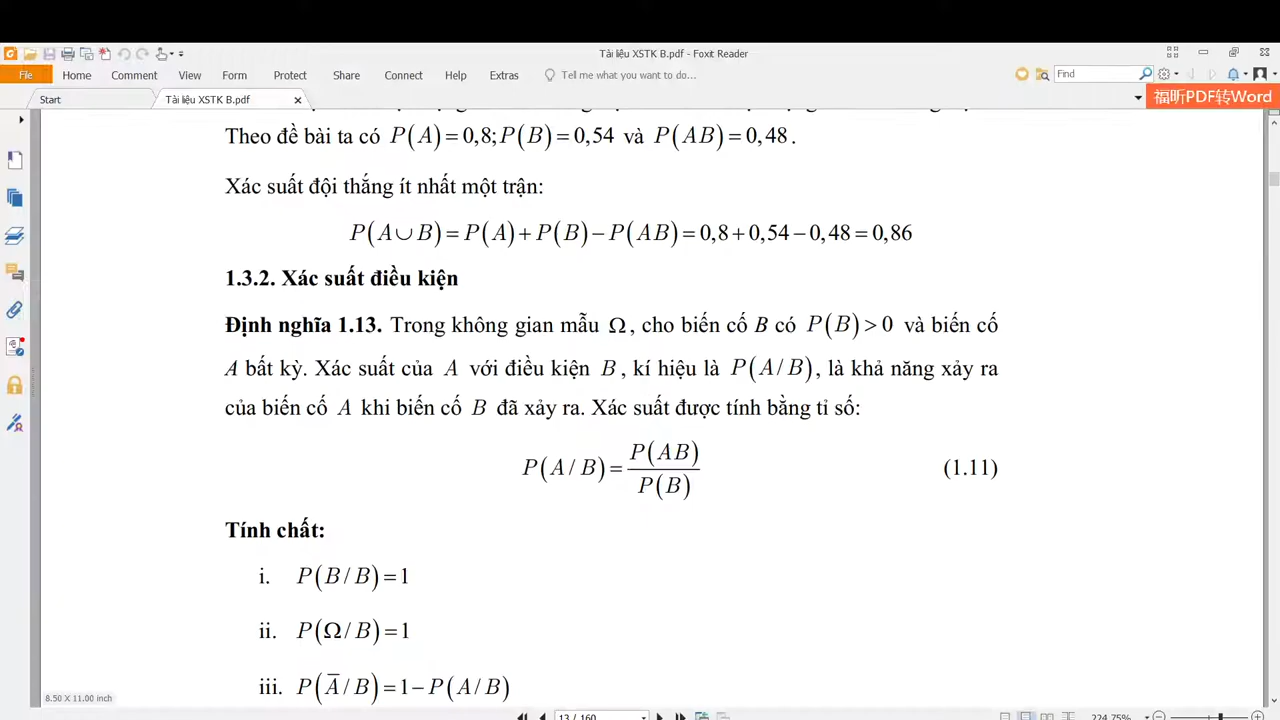 Tài liệu XSTK B.pdf - Foxit Reader
File Home Comment View Form Protect Share Connect Help Extras Tell me what you want to do... Find
Start Tài liệu XSTK B.pdf 福昕PDF转Word
Theo đề bài ta có P(A)=0,8;P(B)=0,54 và P(AB)=0,48.
Xác suất đội thắng ít nhất một trận:
P(A∪B)=P(A)+P(B)−P(AB)=0,8+0,54−0,48=0,86
1.3.2. Xác suất điều kiện
Định nghĩa 1.13. Trong không gian mẫu Ω, cho biến cố B có P(B)>0 và biến cố
A bất kỳ. Xác suất của A với điều kiện B, kí hiệu là P(A/B), là khả năng xảy ra
của biến cố A khi biến cố B đã xảy ra. Xác suất được tính bằng tỉ số:
P(A/B)=P(AB)/P(B) (1.11)
Tính chất:
i. P(B/B)=1
ii. P(Ω/B)=1
iii. P(A̅/B)=1−P(A/B)
8.50 X 11.00 inch
13 / 160 224.75%